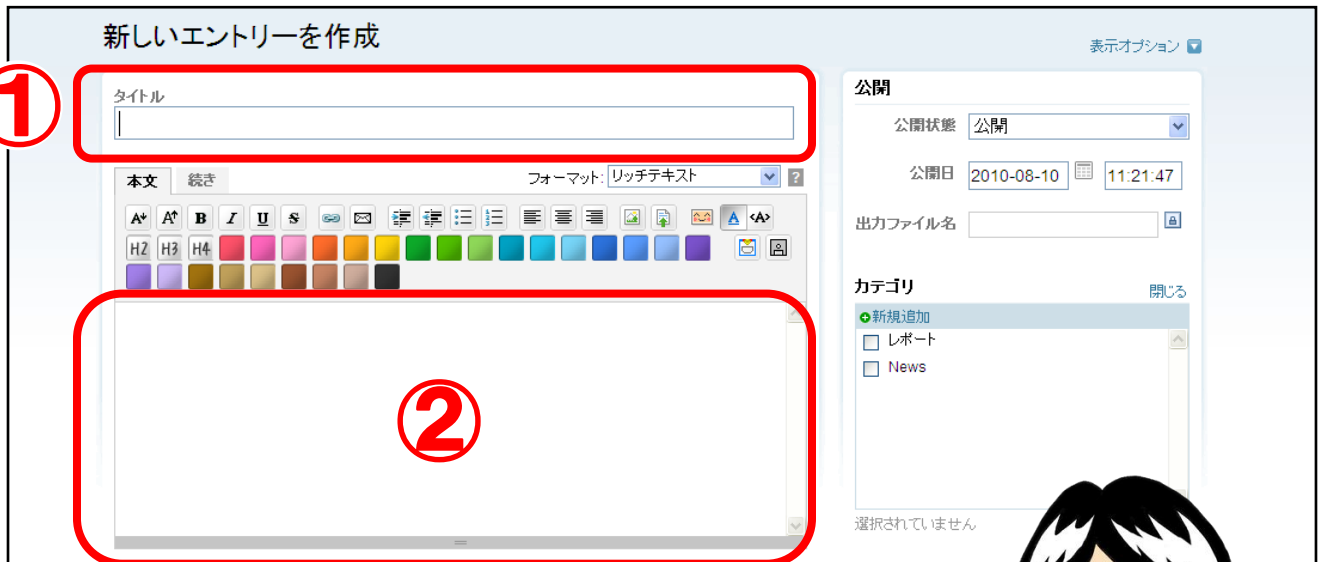 新しいエントリーを作成
表示オプション
①
タイトル
本文 続き フォーマット: リッチテキスト ?
A A B I U S A <A>
H2 H3 H4
②
公開
公開状態 公開
公開日 2010-08-10 11:21:47
出力ファイル名
カテゴリ 閉じる
新規追加
レポート
News
選択されていません